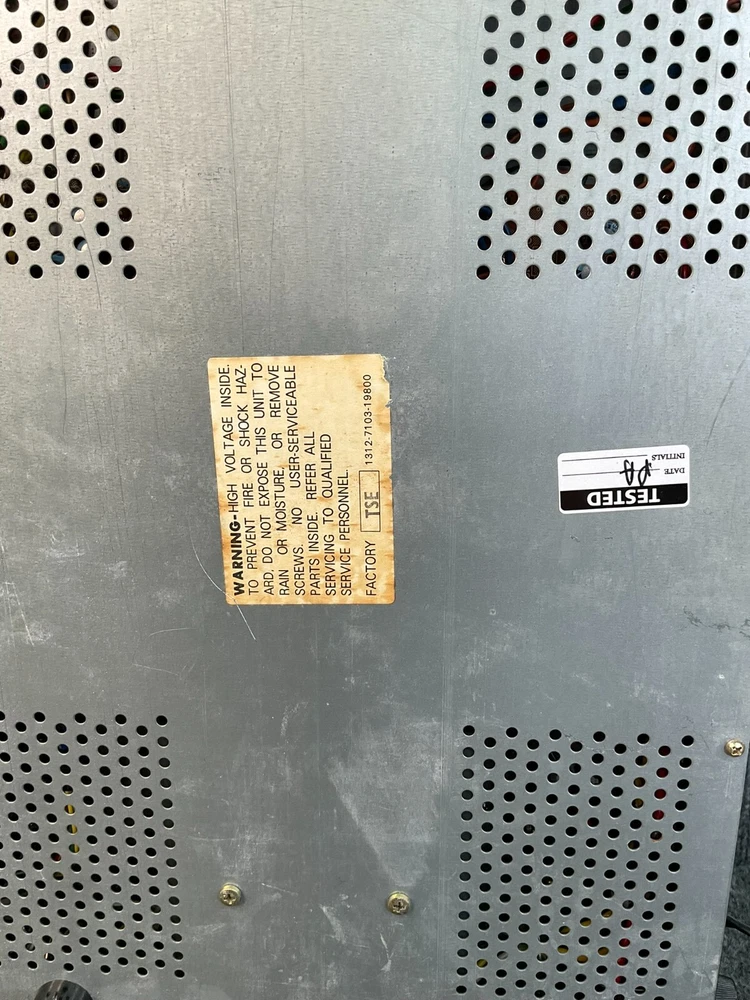 WARNING-HIGH VOLTAGE INSIDE.
TO PREVENT FIRE OR SHOCK HAZ-
ARD, DO NOT EXPOSE THIS UNIT TO
RAIN OR MOISTURE, OR REMOVE
SCREWS. NO USER-SERVICEABLE
PARTS INSIDE. REFER ALL
SERVICING TO QUALIFIED
SERVICE PERSONNEL.
FACTORY TSE 1312-7103-19800
TESTED
DATE
INITIALS